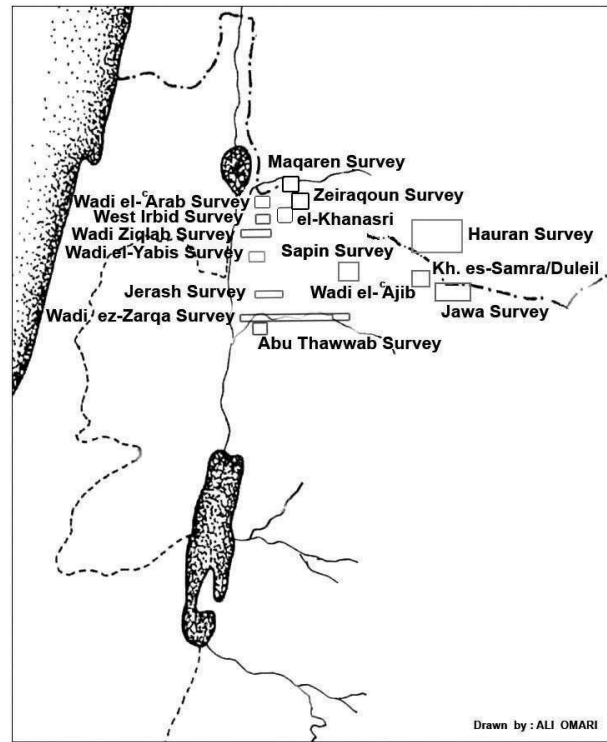 Maqaren Survey
Wadi el-ᶜArab Survey
Zeiraqoun Survey
West Irbid Survey
el-Khanasri
Wadi Ziqlab Survey
Hauran Survey
Wadi el-Yabis Survey
Sapin Survey
Kh. es-Samra/Duleil
Jerash Survey
Wadi el-ᶜAjib
Jawa Survey
Wadi ez-Zarqa Survey
Abu Thawwab Survey
Drawn by : ALI OMARI